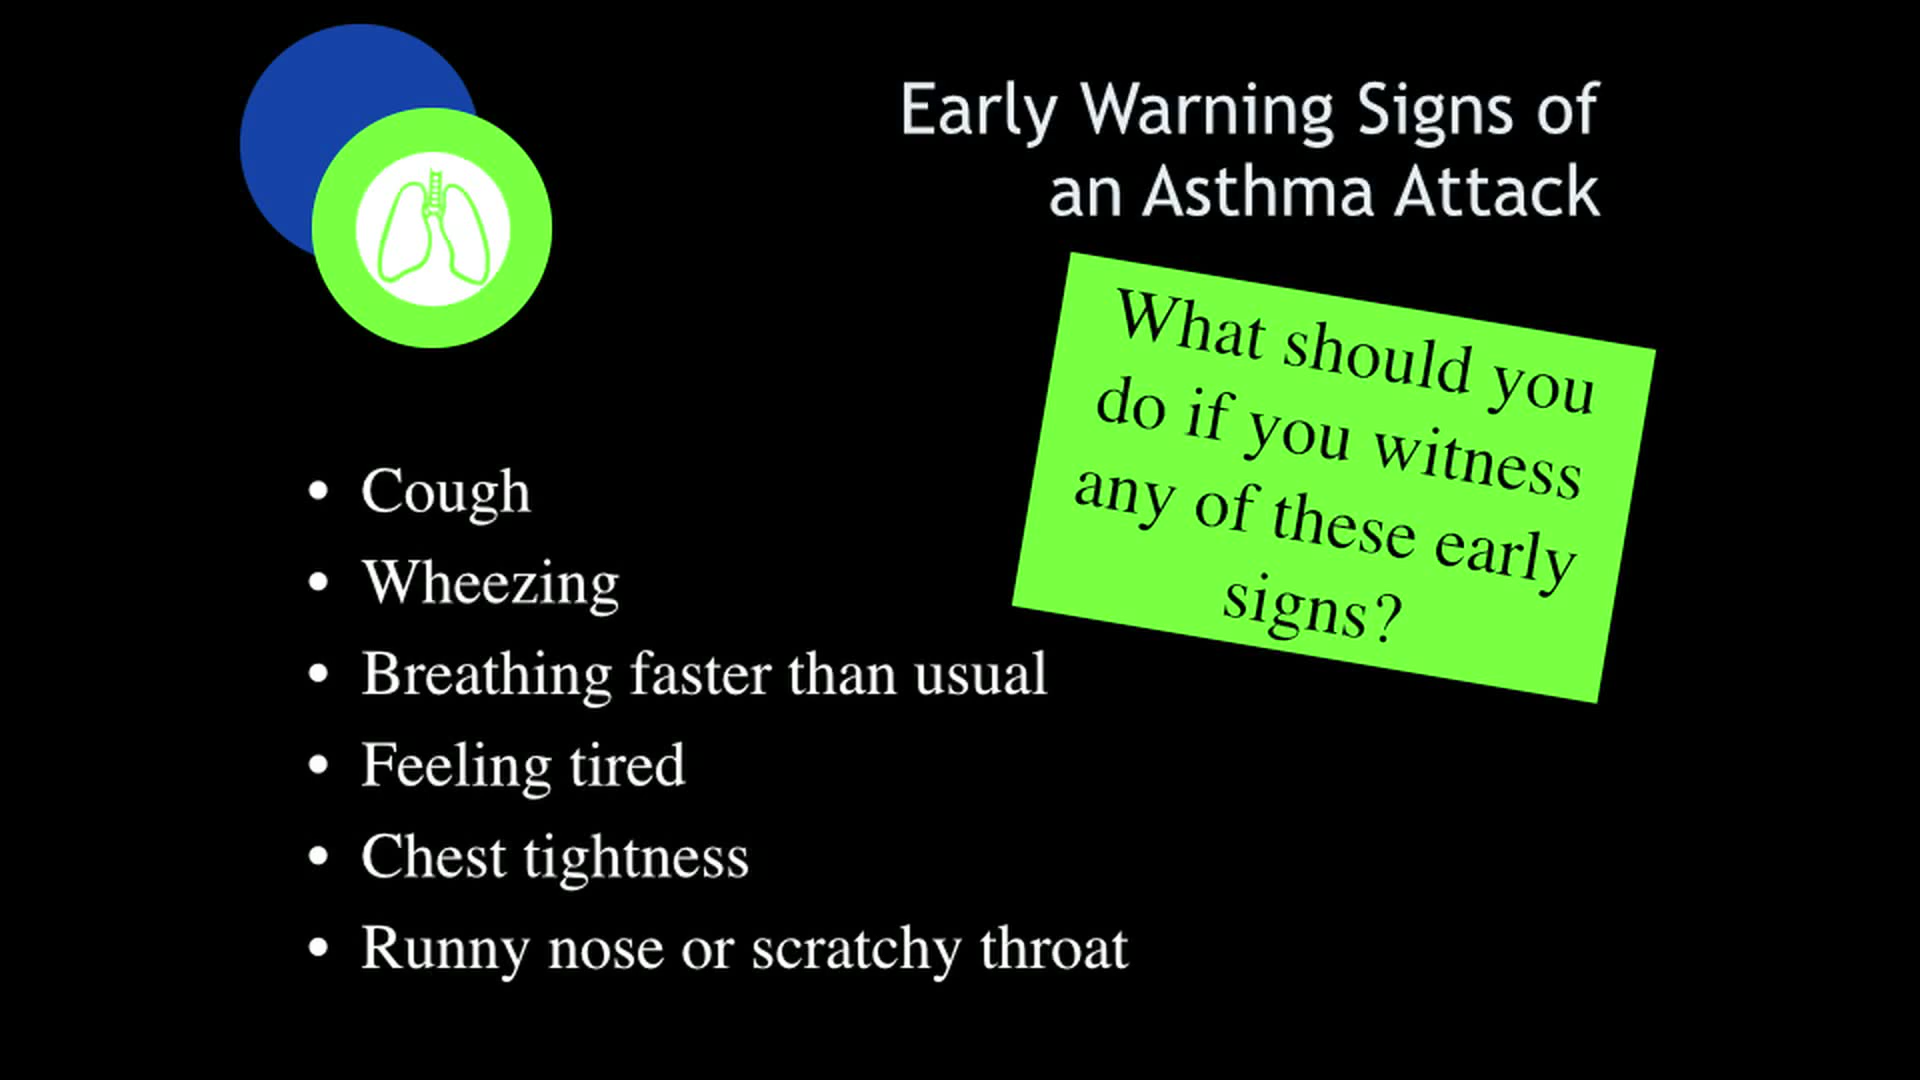 Early Warning Signs of
an Asthma Attack
What should you
do if you witness
any of these early
signs?
• Cough
• Wheezing
• Breathing faster than usual
• Feeling tired
• Chest tightness
• Runny nose or scratchy throat